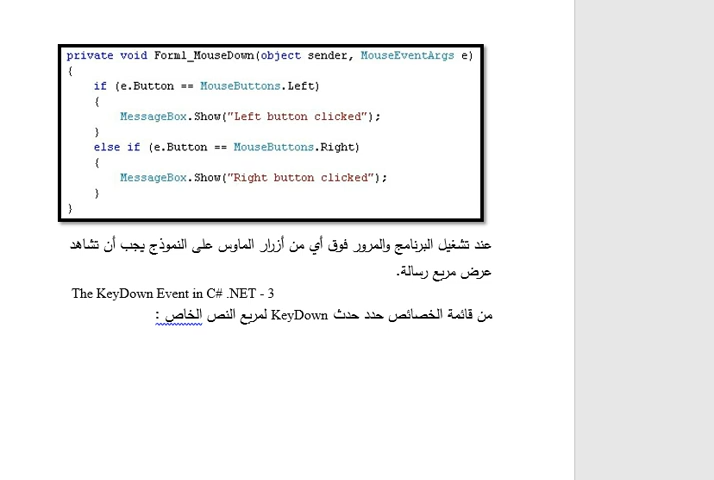 private void Form1_MouseDown(object sender, MouseEventArgs e)
{
if (e.Button == MouseButtons.Left)
{
MessageBox.Show("Left button clicked");
}
else if (e.Button == MouseButtons.Right)
{
MessageBox.Show("Right button clicked");
}
}
عند تشغيل البرنامج والمرور فوق أي من أزرار الماوس على النموذج يجب أن تشاهد
عرض مربع رسالة.
The KeyDown Event in C# .NET - 3
من قائمة الخصائص حدد حدث KeyDown لمربع النص الخاص :